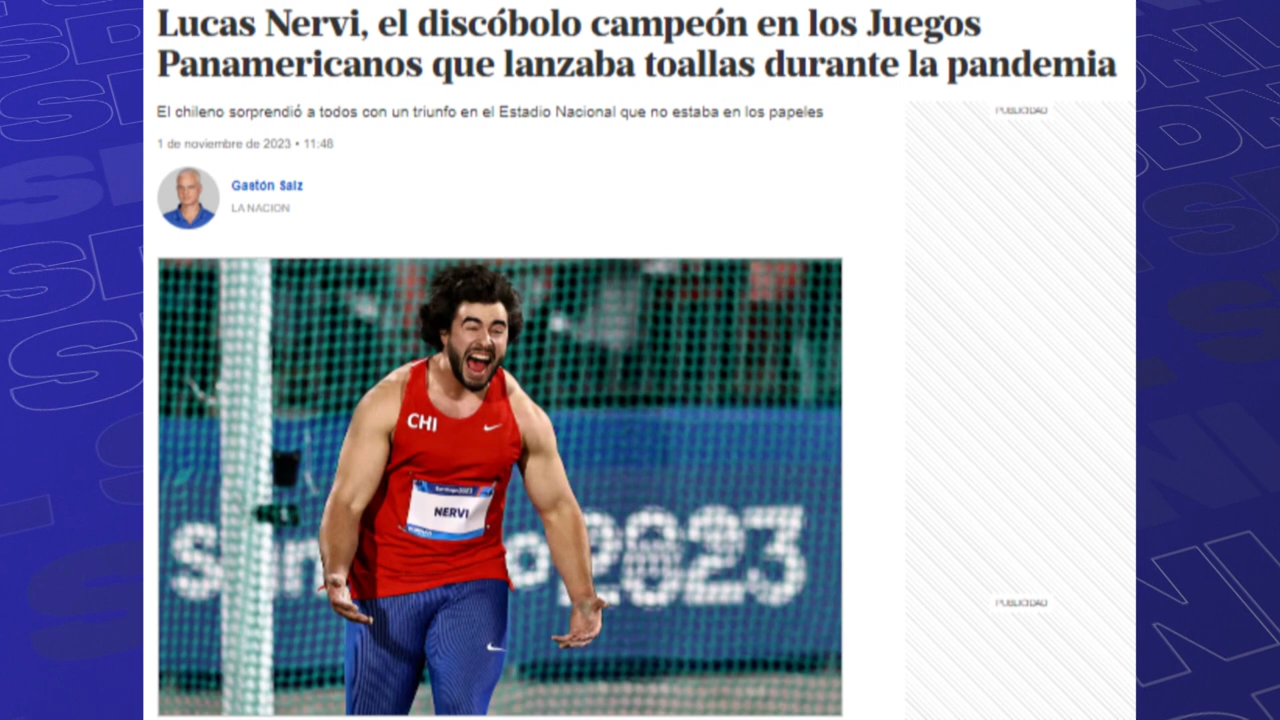 Lucas Nervi, el discóbolo campeón en los Juegos
Panamericanos que lanzaba toallas durante la pandemia
El chileno sorprendió a todos con un triunfo en el Estadio Nacional que no estaba en los papeles
PUBLICIDAD
1 de noviembre de 2023 • 11:48
Gastón Saiz
LA NACION
CHI
Santiago2023
NERVI
2023
PUBLICIDAD